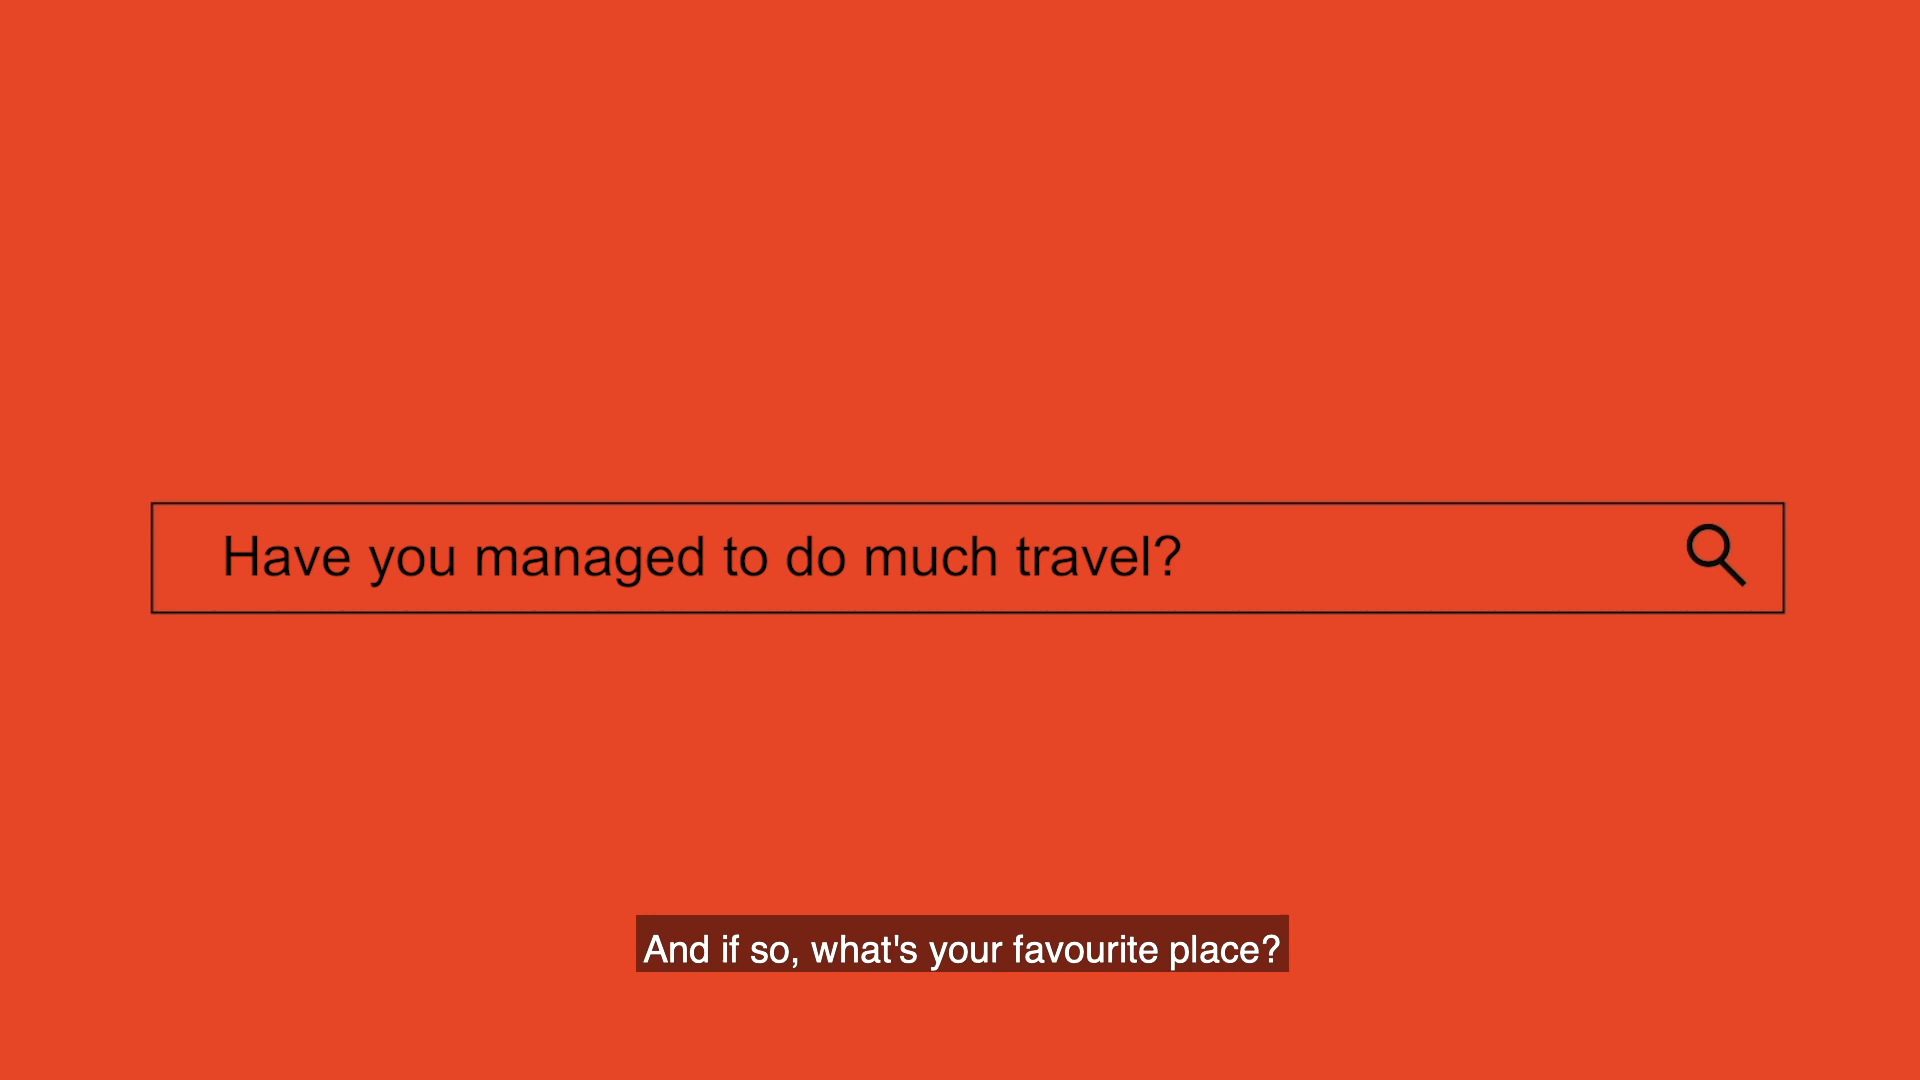 Have you managed to do much travel?
And if so, what's your favourite place?